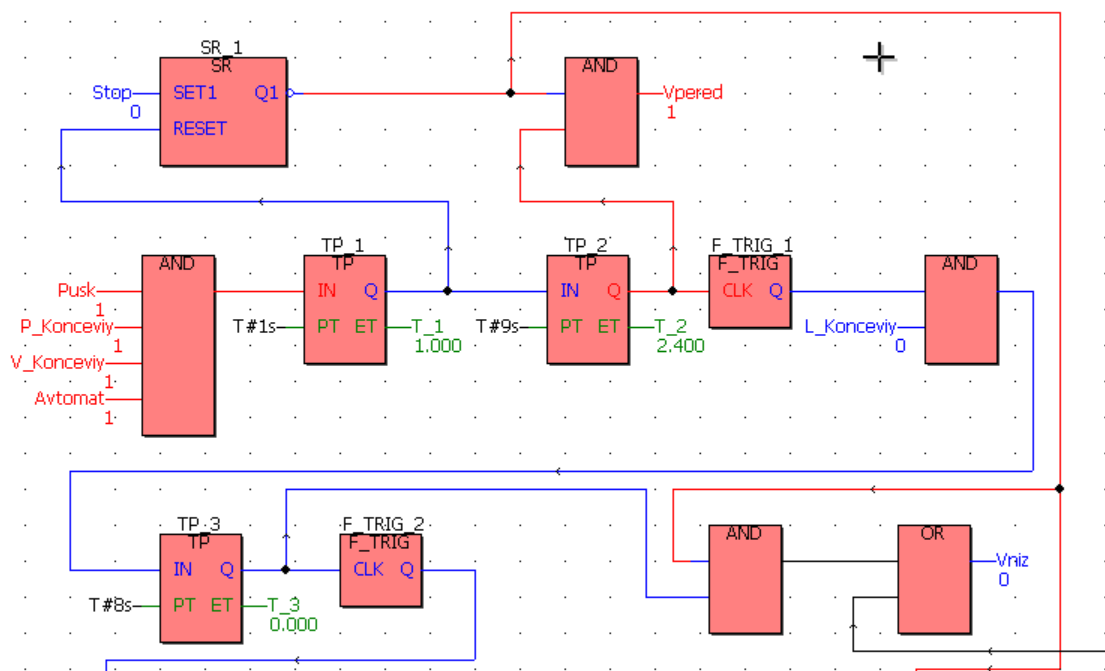 SR_1
SR
Stop
0
SET1
Q1
RESET
AND
Vpered
1
AND
Pusk
1
P_Konceviy
1
V_Konceviy
1
Avtomat
1
TP_1
TP
IN
Q
T#1s
PT
ET
T_1
1.000
TP_2
TP
IN
Q
T#9s
PT
ET
T_2
2.400
F_TRIG_1
F_TRIG
CLK
Q
AND
L_Konceviy
0
TP_3
TP
IN
Q
T#8s
PT
ET
T_3
0.000
F_TRIG_2
F_TRIG
CLK
Q
AND
OR
Vniz
0